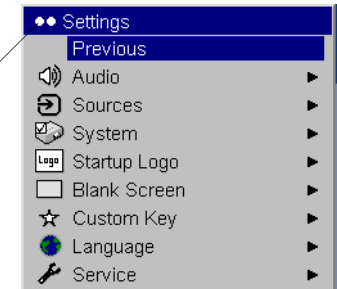 Settings
Previous
Audio
Sources
System
Logo Startup Logo
Blank Screen
Custom Key
Language
Service